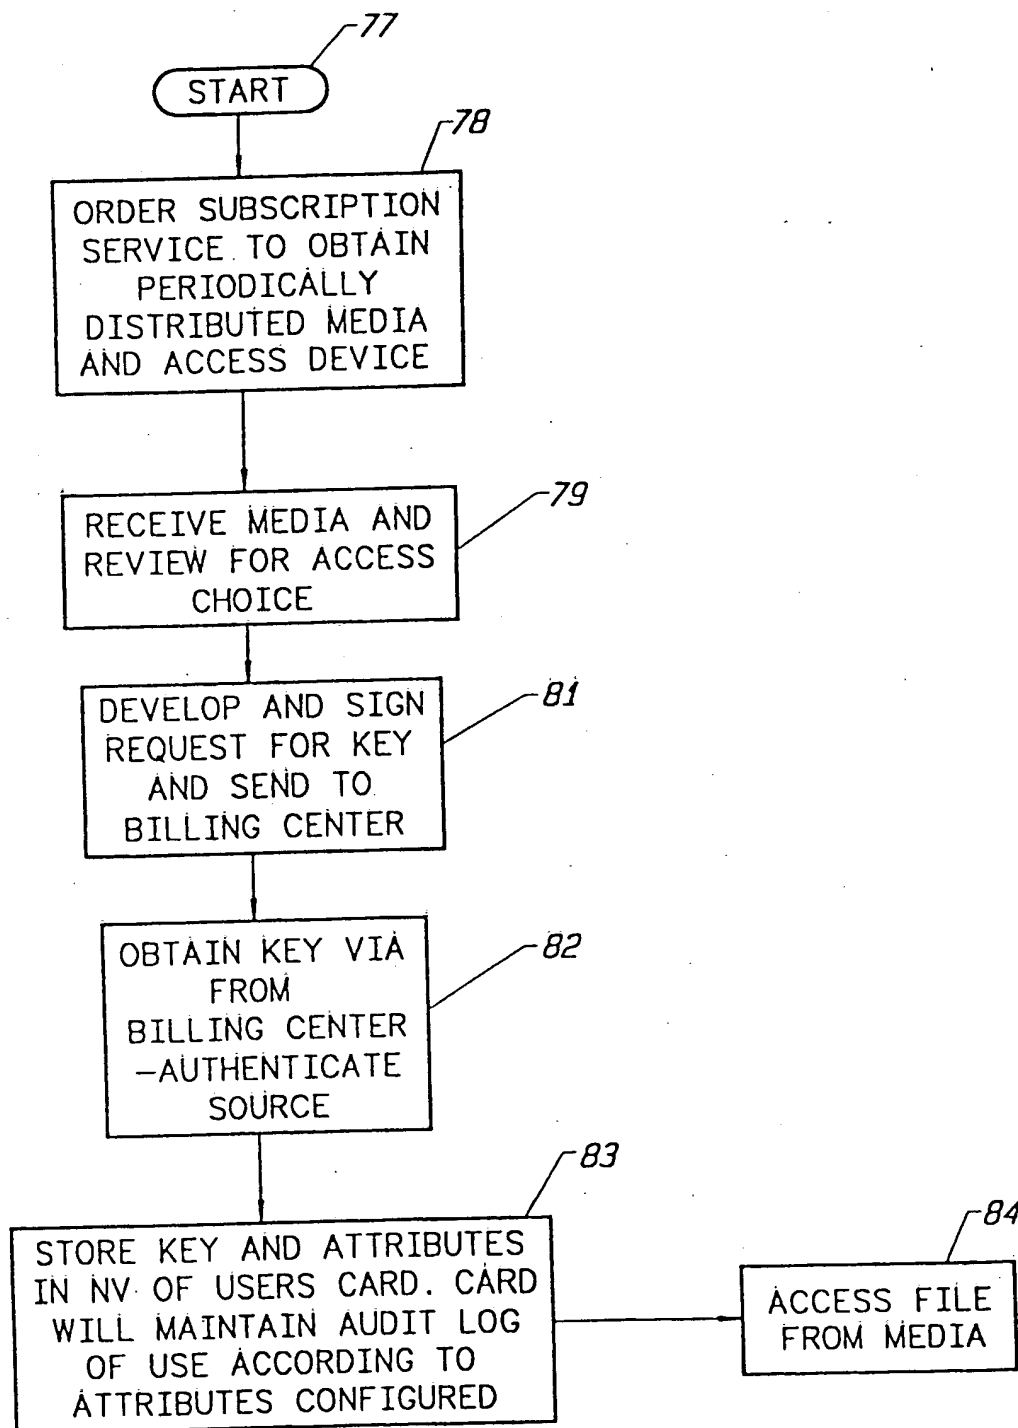 77
START
78
ORDER SUBSCRIPTION
SERVICE TO OBTAIN
PERIODICALLY
DISTRIBUTED MEDIA
AND ACCESS DEVICE
79
RECEIVE MEDIA AND
REVIEW FOR ACCESS
CHOICE
81
DEVELOP AND SIGN
REQUEST FOR KEY
AND SEND TO
BILLING CENTER
82
OBTAIN KEY VIA
FROM
BILLING CENTER
-AUTHENTICATE
SOURCE
83
STORE KEY AND ATTRIBUTES
IN NV OF USERS CARD. CARD
WILL MAINTAIN AUDIT LOG
OF USE ACCORDING TO
ATTRIBUTES CONFIGURED
84
ACCESS FILE
FROM MEDIA